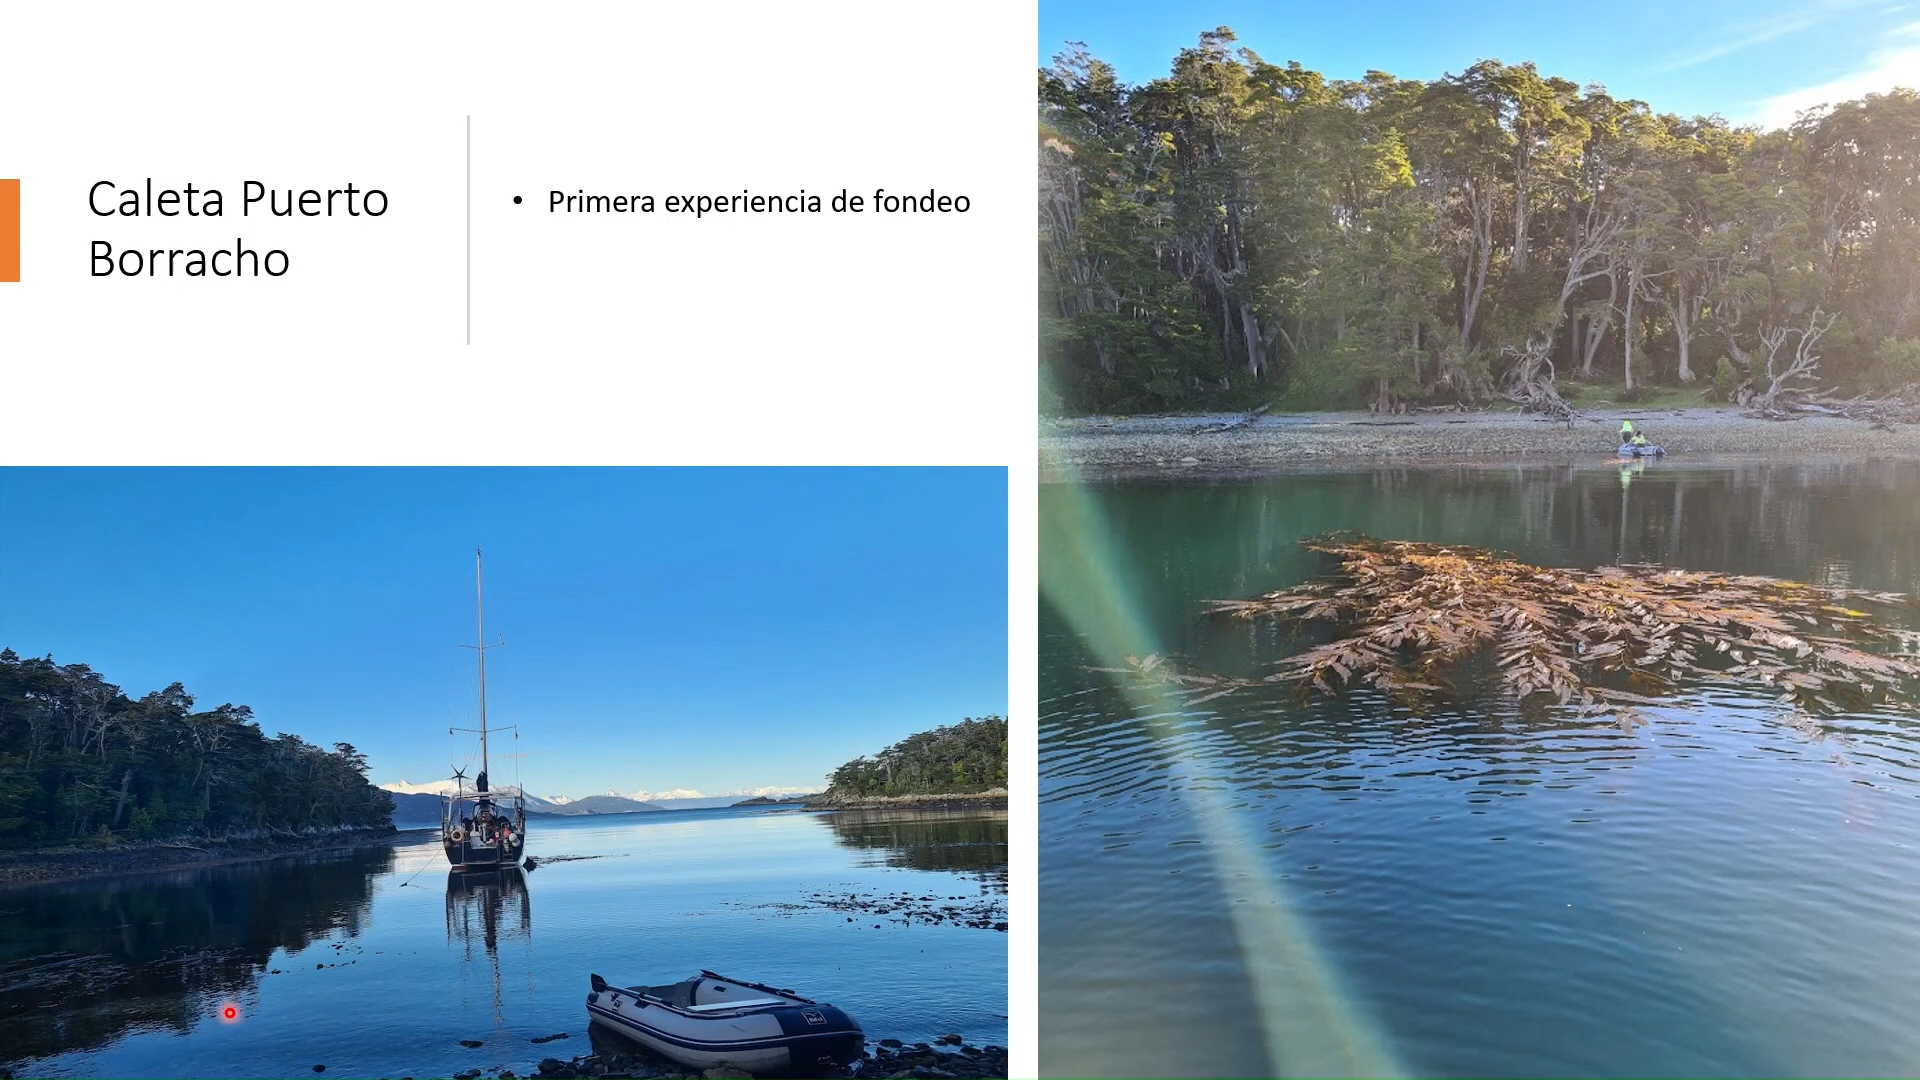 Caleta Puerto
Borracho
• Primera experiencia de fondeo